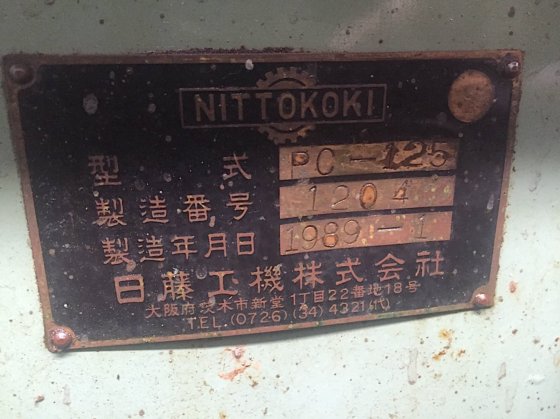 NITTOKOKI
型式 PC-125
製造番号 1204
製造年月日 1989-1
日藤工機株式会社
大阪府茨木市新堂1丁目22番地18号
TEL.(0726)(34)4321(代)